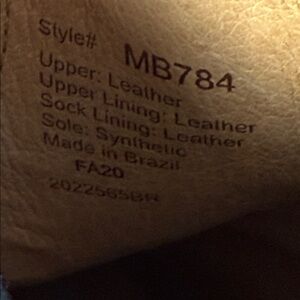 Style# MB784
Upper: Leather
Upper Lining: Leather
Sock Lining: Leather
Sole: Synthetic
Made in Brazil
FA20
2022565BR